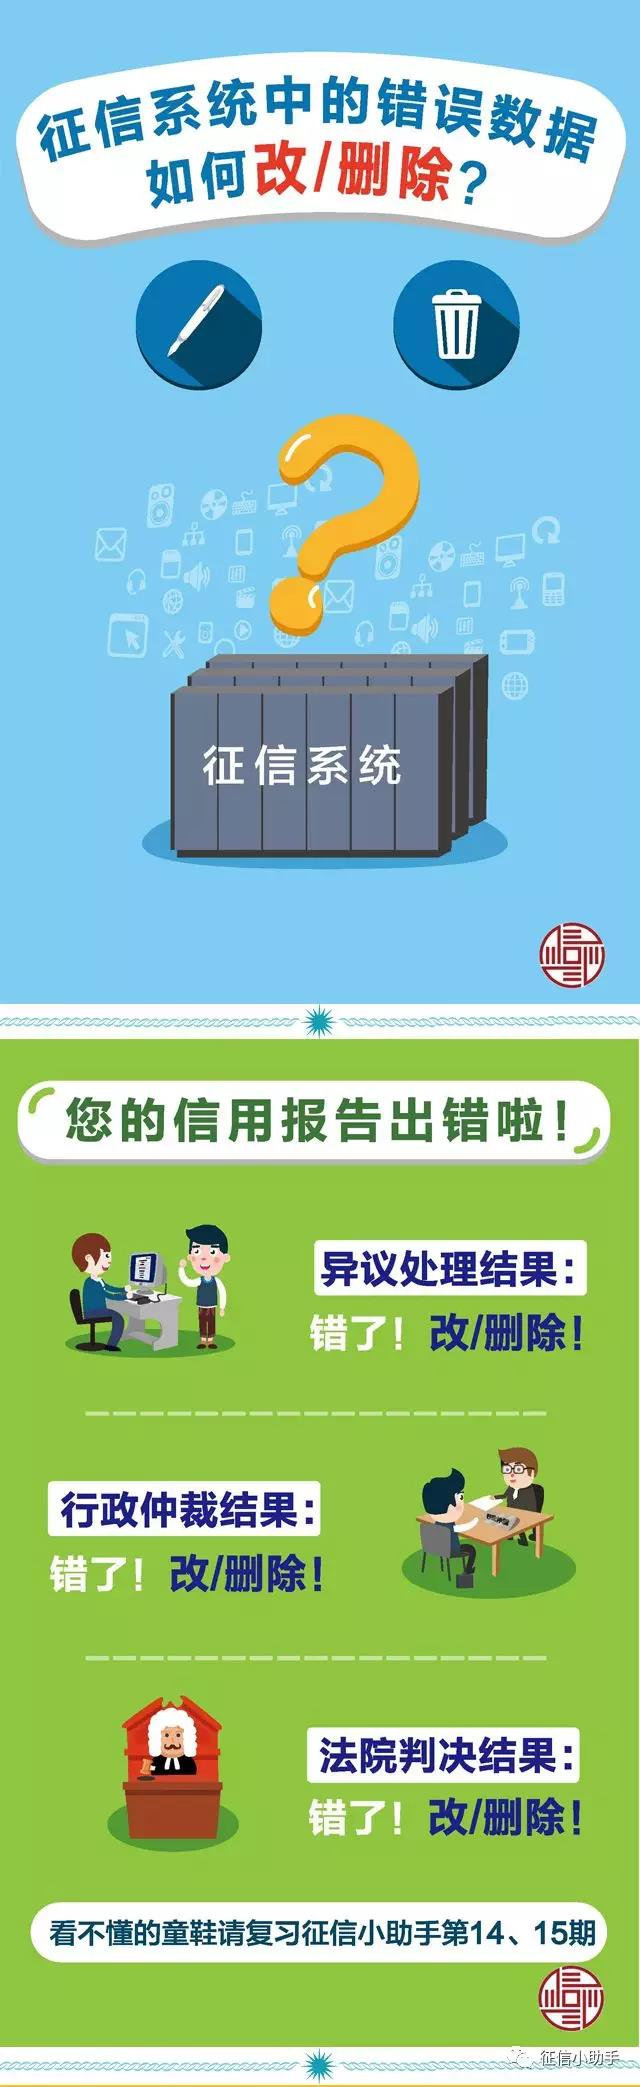 征信系统中的错误数据
如何改/删除?
征信系统
您的信用报告出错啦!
异议处理结果:
错了! 改/删除!
行政仲裁结果:
错了! 改/删除!
法院判决结果:
错了! 改/删除!
看不懂的童鞋请复习征信小助手第14、15期
征信小助手